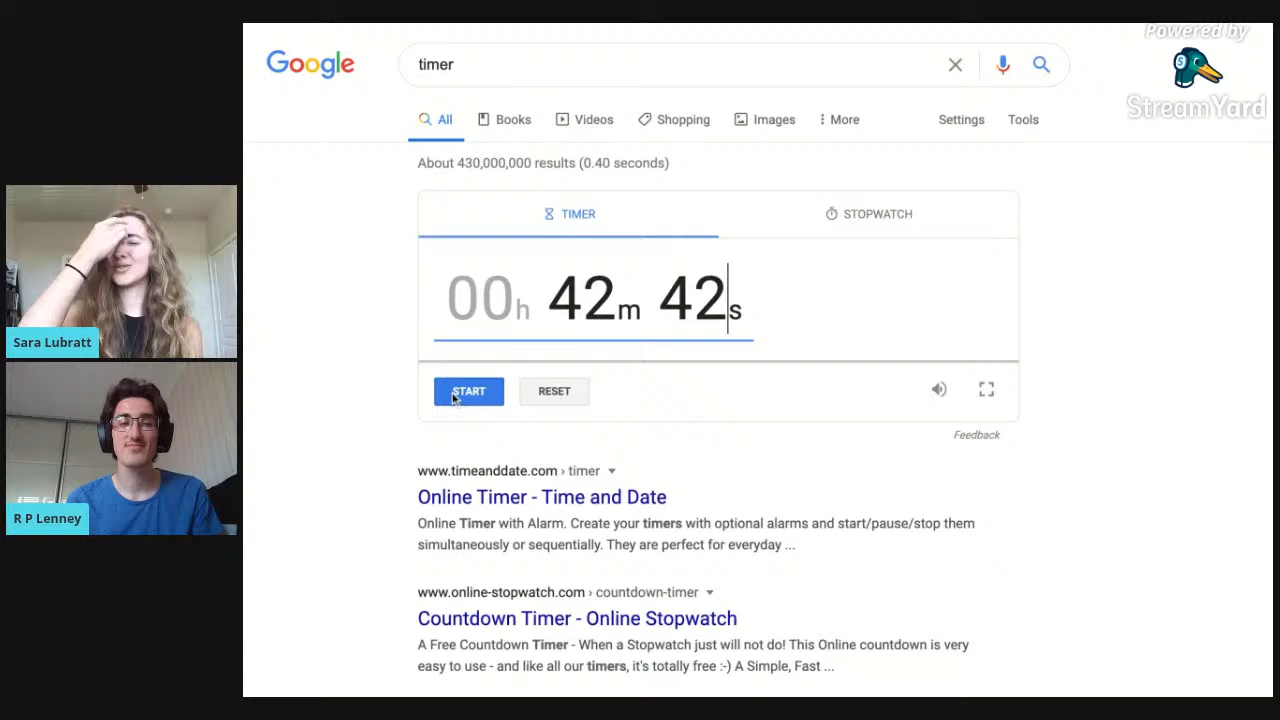 Powered by
StreamYard
Google
timer
All
Books
Videos
Shopping
Images
More
Settings
Tools
About 430,000,000 results (0.40 seconds)
TIMER
STOPWATCH
00h 42m 42s
START
RESET
Feedback
Sara Lubratt
R P Lenney
www.timeanddate.com › timer
Online Timer - Time and Date
Online Timer with Alarm. Create your timers with optional alarms and start/pause/stop them
simultaneously or sequentially. They are perfect for everyday ...
www.online-stopwatch.com › countdown-timer
Countdown Timer - Online Stopwatch
A Free Countdown Timer - When a Stopwatch just will not do! This Online countdown is very
easy to use - and like all our timers, it's totally free :-) A Simple, Fast ...